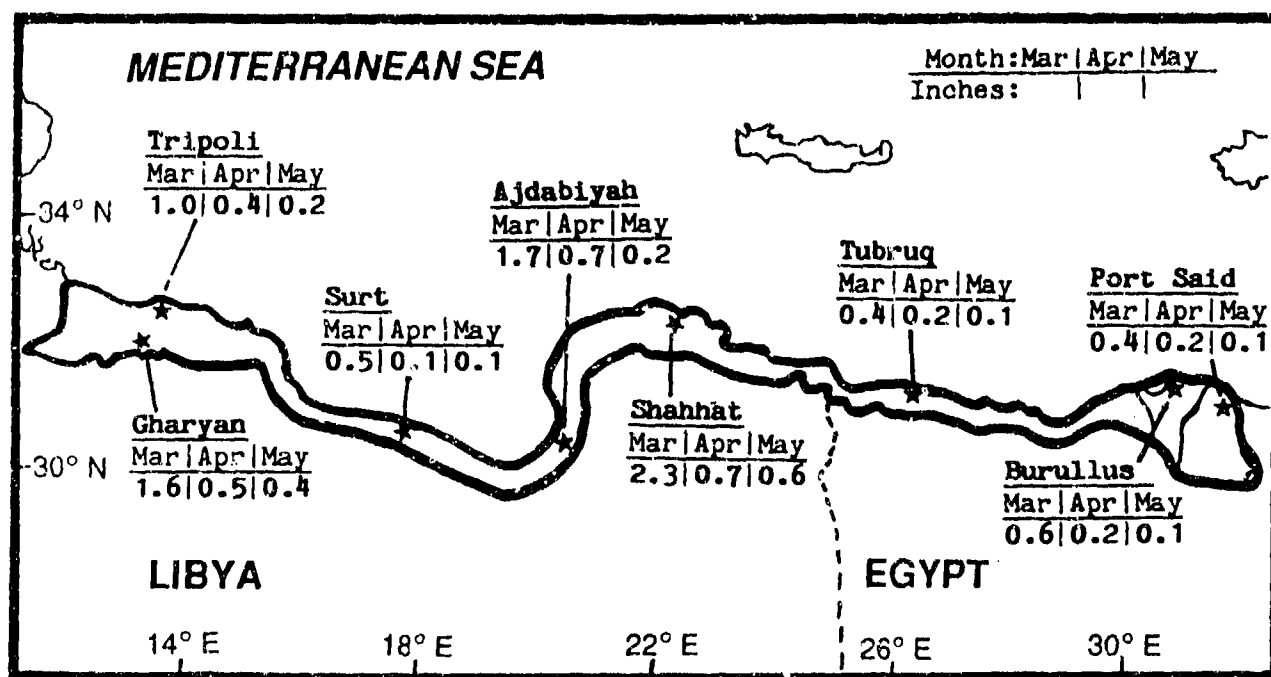 MEDITERRANEAN SEA
Month:Mar|Apr|May
Inches: | |
Tripoli
Mar|Apr|May
1.0|0.4|0.2
34° N
Ajdabiyah
Mar|Apr|May
1.7|0.7|0.2
Tubruq
Mar|Apr|May
0.4|0.2|0.1
Port Said
Mar|Apr|May
0.4|0.2|0.1
Surt
Mar|Apr|May
0.5|0.1|0.1
Gharyan
Mar|Apr|May
1.6|0.5|0.4
30° N
Shahhat
Mar|Apr|May
2.3|0.7|0.6
Burullus
Mar|Apr|May
0.6|0.2|0.1
LIBYA
EGYPT
14° E
18° E
22° E
26° E
30° E